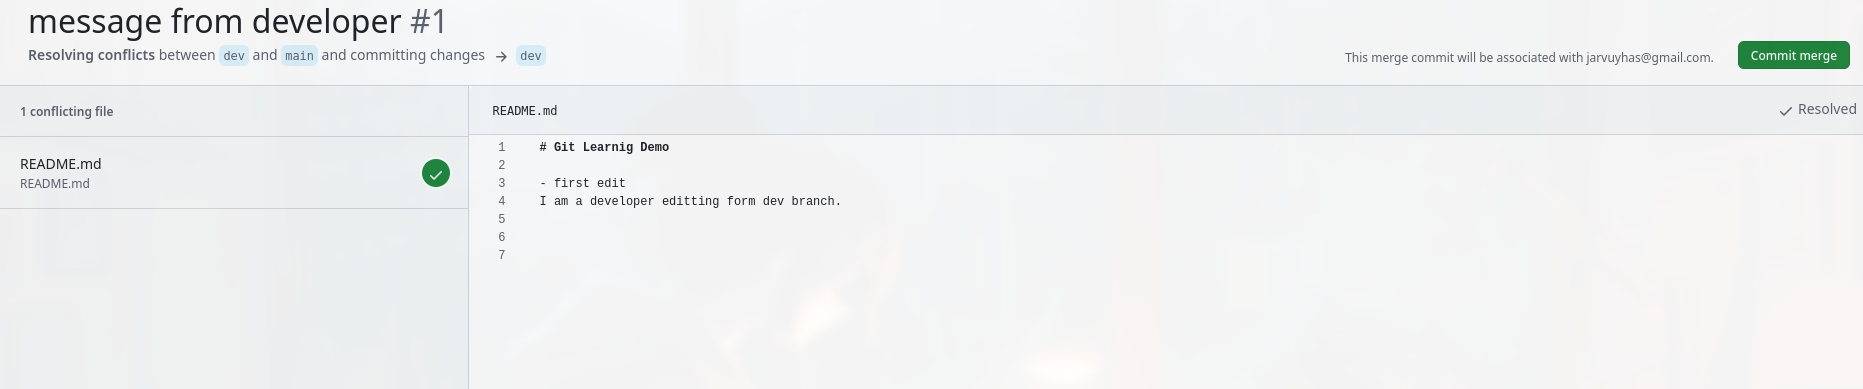 message from developer #1
Resolving conflicts between dev and main and committing changes → dev
This merge commit will be associated with jarvuyhas@gmail.com.
Commit merge
1 conflicting file
README.md
README.md
README.md
Resolved
1 # Git Learnig Demo
2
3 - first edit
4 I am a developer editting form dev branch.
5
6
7